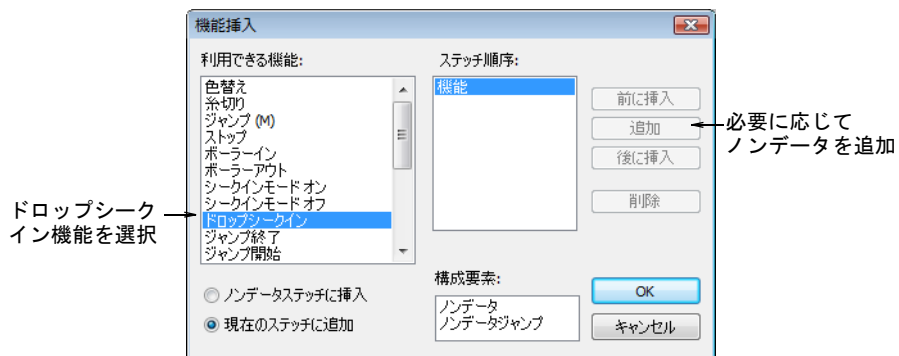 機能挿入
利用できる機能:
色替え
糸切り
ジャンプ (M)
ストップ
ボーラーイン
ボーラーアウト
シークインモード オン
シークインモード オフ
ドロップシークイン
ジャンプ終了
ジャンプ開始
ドロップシーク
イン機能を選択
ノンデータステッチに挿入
現在のステッチに追加
ステッチ順序:
機能
構成要素:
ノンデータ
ノンデータジャンプ
前に挿入
追加
後に挿入
削除
OK
キャンセル
必要に応じて
ノンデータを追加